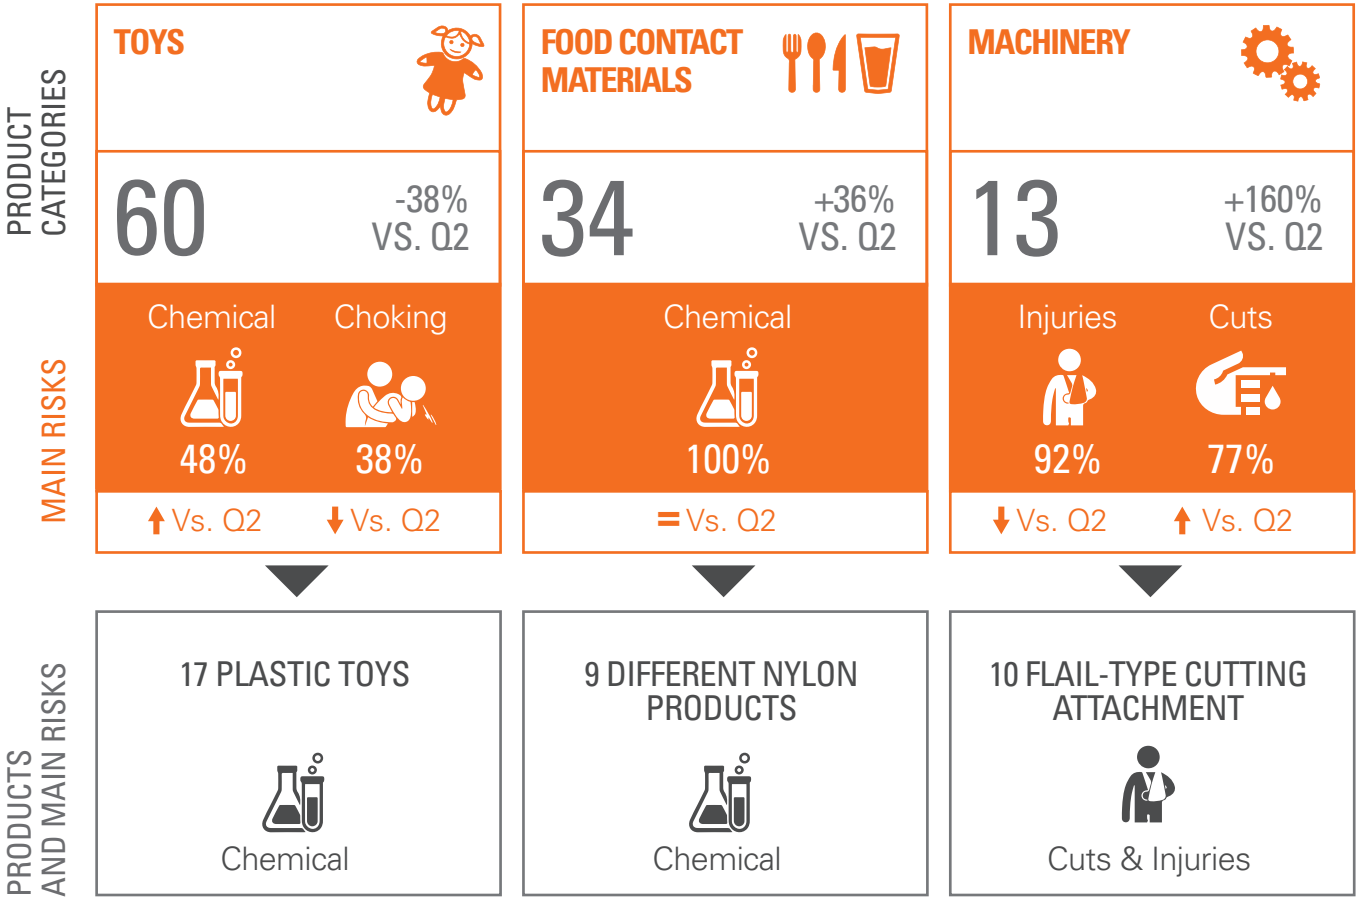 PRODUCT
CATEGORIES
TOYS
60
-38%
VS. Q2
FOOD CONTACT
MATERIALS
34
+36%
VS. Q2
MACHINERY
13
+160%
VS. Q2
MAIN RISKS
Chemical
48%
Vs. Q2
Choking
38%
Vs. Q2
Chemical
100%
= Vs. Q2
Injuries
92%
Vs. Q2
Cuts
77%
Vs. Q2
PRODUCTS
AND MAIN RISKS
17 PLASTIC TOYS
Chemical
9 DIFFERENT NYLON
PRODUCTS
Chemical
10 FLAIL-TYPE CUTTING
ATTACHMENT
Cuts & Injuries